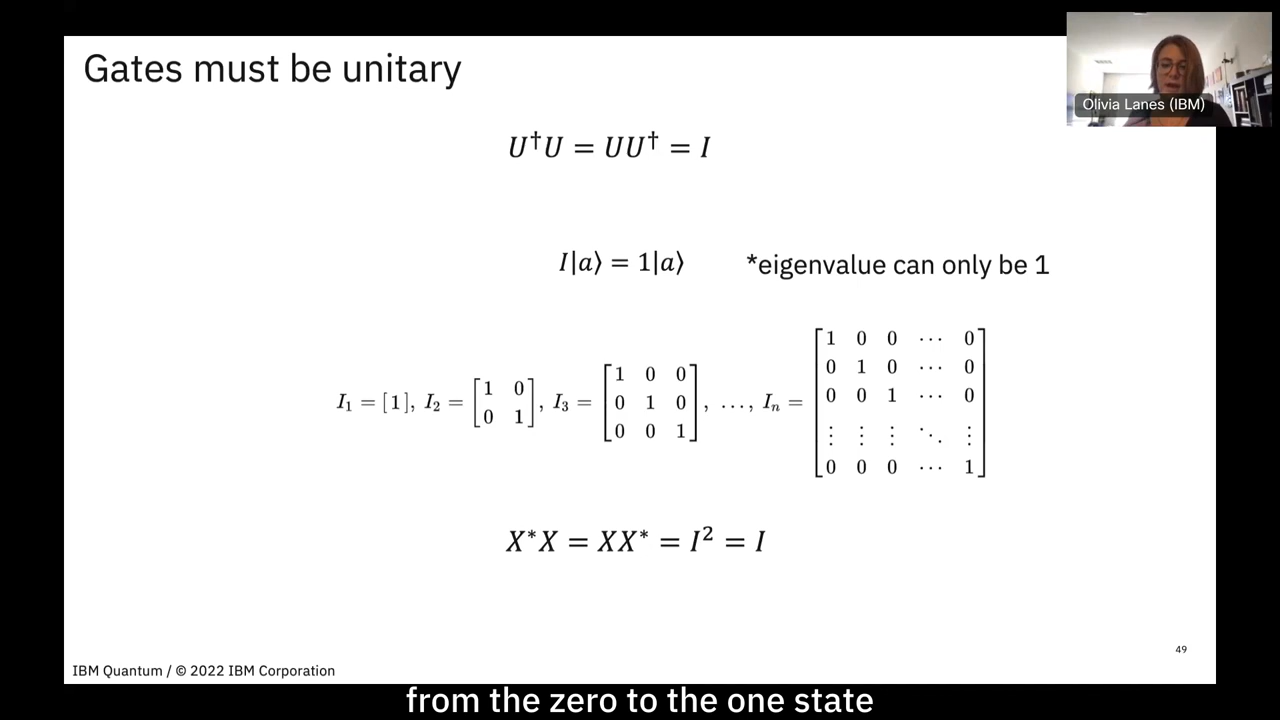 Gates must be unitary
Olivia Lanes (IBM)
U†U = UU† = I
I|a⟩ = 1|a⟩ *eigenvalue can only be 1
I₁ = [1], I₂ = [1 0; 0 1], I₃ = [1 0 0; 0 1 0; 0 0 1], …, Iₙ = [1 0 0 ⋯ 0; 0 1 0 ⋯ 0; 0 0 1 ⋯ 0; ⋮ ⋮ ⋮ ⋱ ⋮; 0 0 0 ⋯ 1]
X*X = XX* = I² = I
49
IBM Quantum / © 2022 IBM Corporation
from the zero to the one state